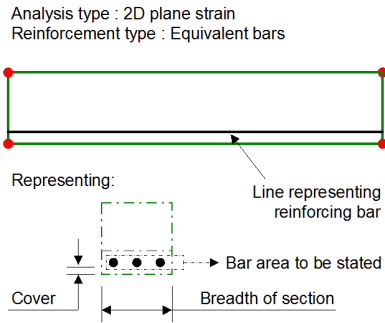 Analysis type : 2D plane strain
Reinforcement type : Equivalent bars
Line representing
reinforcing bar
Representing:
Bar area to be stated
Cover
Breadth of section